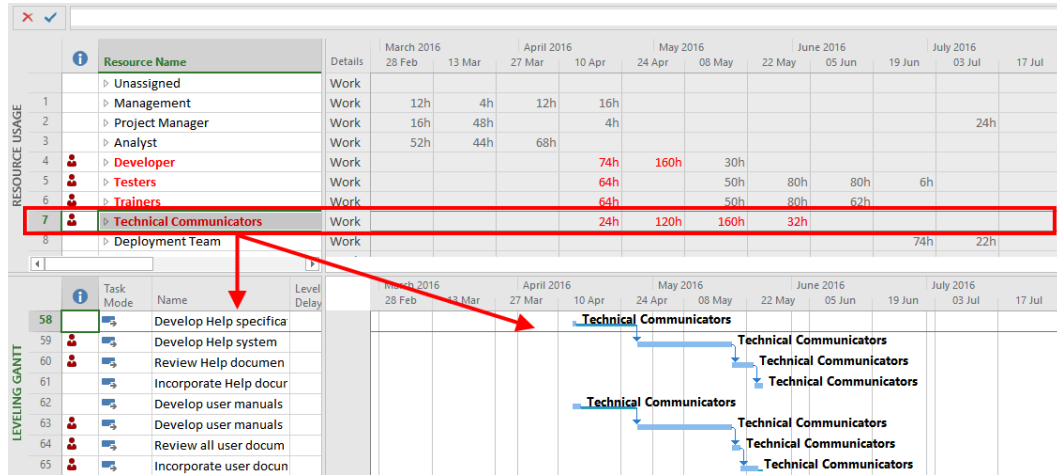 March 2016 April 2016 May 2016 June 2016 July 2016
Resource Name Details 28 Feb 13 Mar 27 Mar 10 Apr 24 Apr 08 May 22 May 05 Jun 19 Jun 03 Jul 17 Jul
Unassigned Work
1 Management Work 12h 4h 12h 16h
2 Project Manager Work 16h 48h 4h 24h
3 Analyst Work 52h 44h 68h
4 Developer Work 74h 160h 30h
5 Testers Work 64h 50h 80h 80h 6h
6 Trainers Work 64h 50h 80h 62h
7 Technical Communicators Work 24h 120h 160h 32h
8 Deployment Team Work 74h 22h
RESOURCE USAGE
March 2016 April 2016 May 2016 June 2016 July 2016
Task Mode Name Level Delay 28 Feb 13 Mar 27 Mar 10 Apr 24 Apr 08 May 22 May 05 Jun 19 Jun 03 Jul 17 Jul
58 Develop Help specifica Technical Communicators
59 Develop Help system Technical Communicators
60 Review Help documen Technical Communicators
61 Incorporate Help docur Technical Communicators
62 Develop user manuals Technical Communicators
63 Develop user manuals Technical Communicators
64 Review all user docum Technical Communicators
65 Incorporate user docun Technical Communicators
LEVELING GANTT